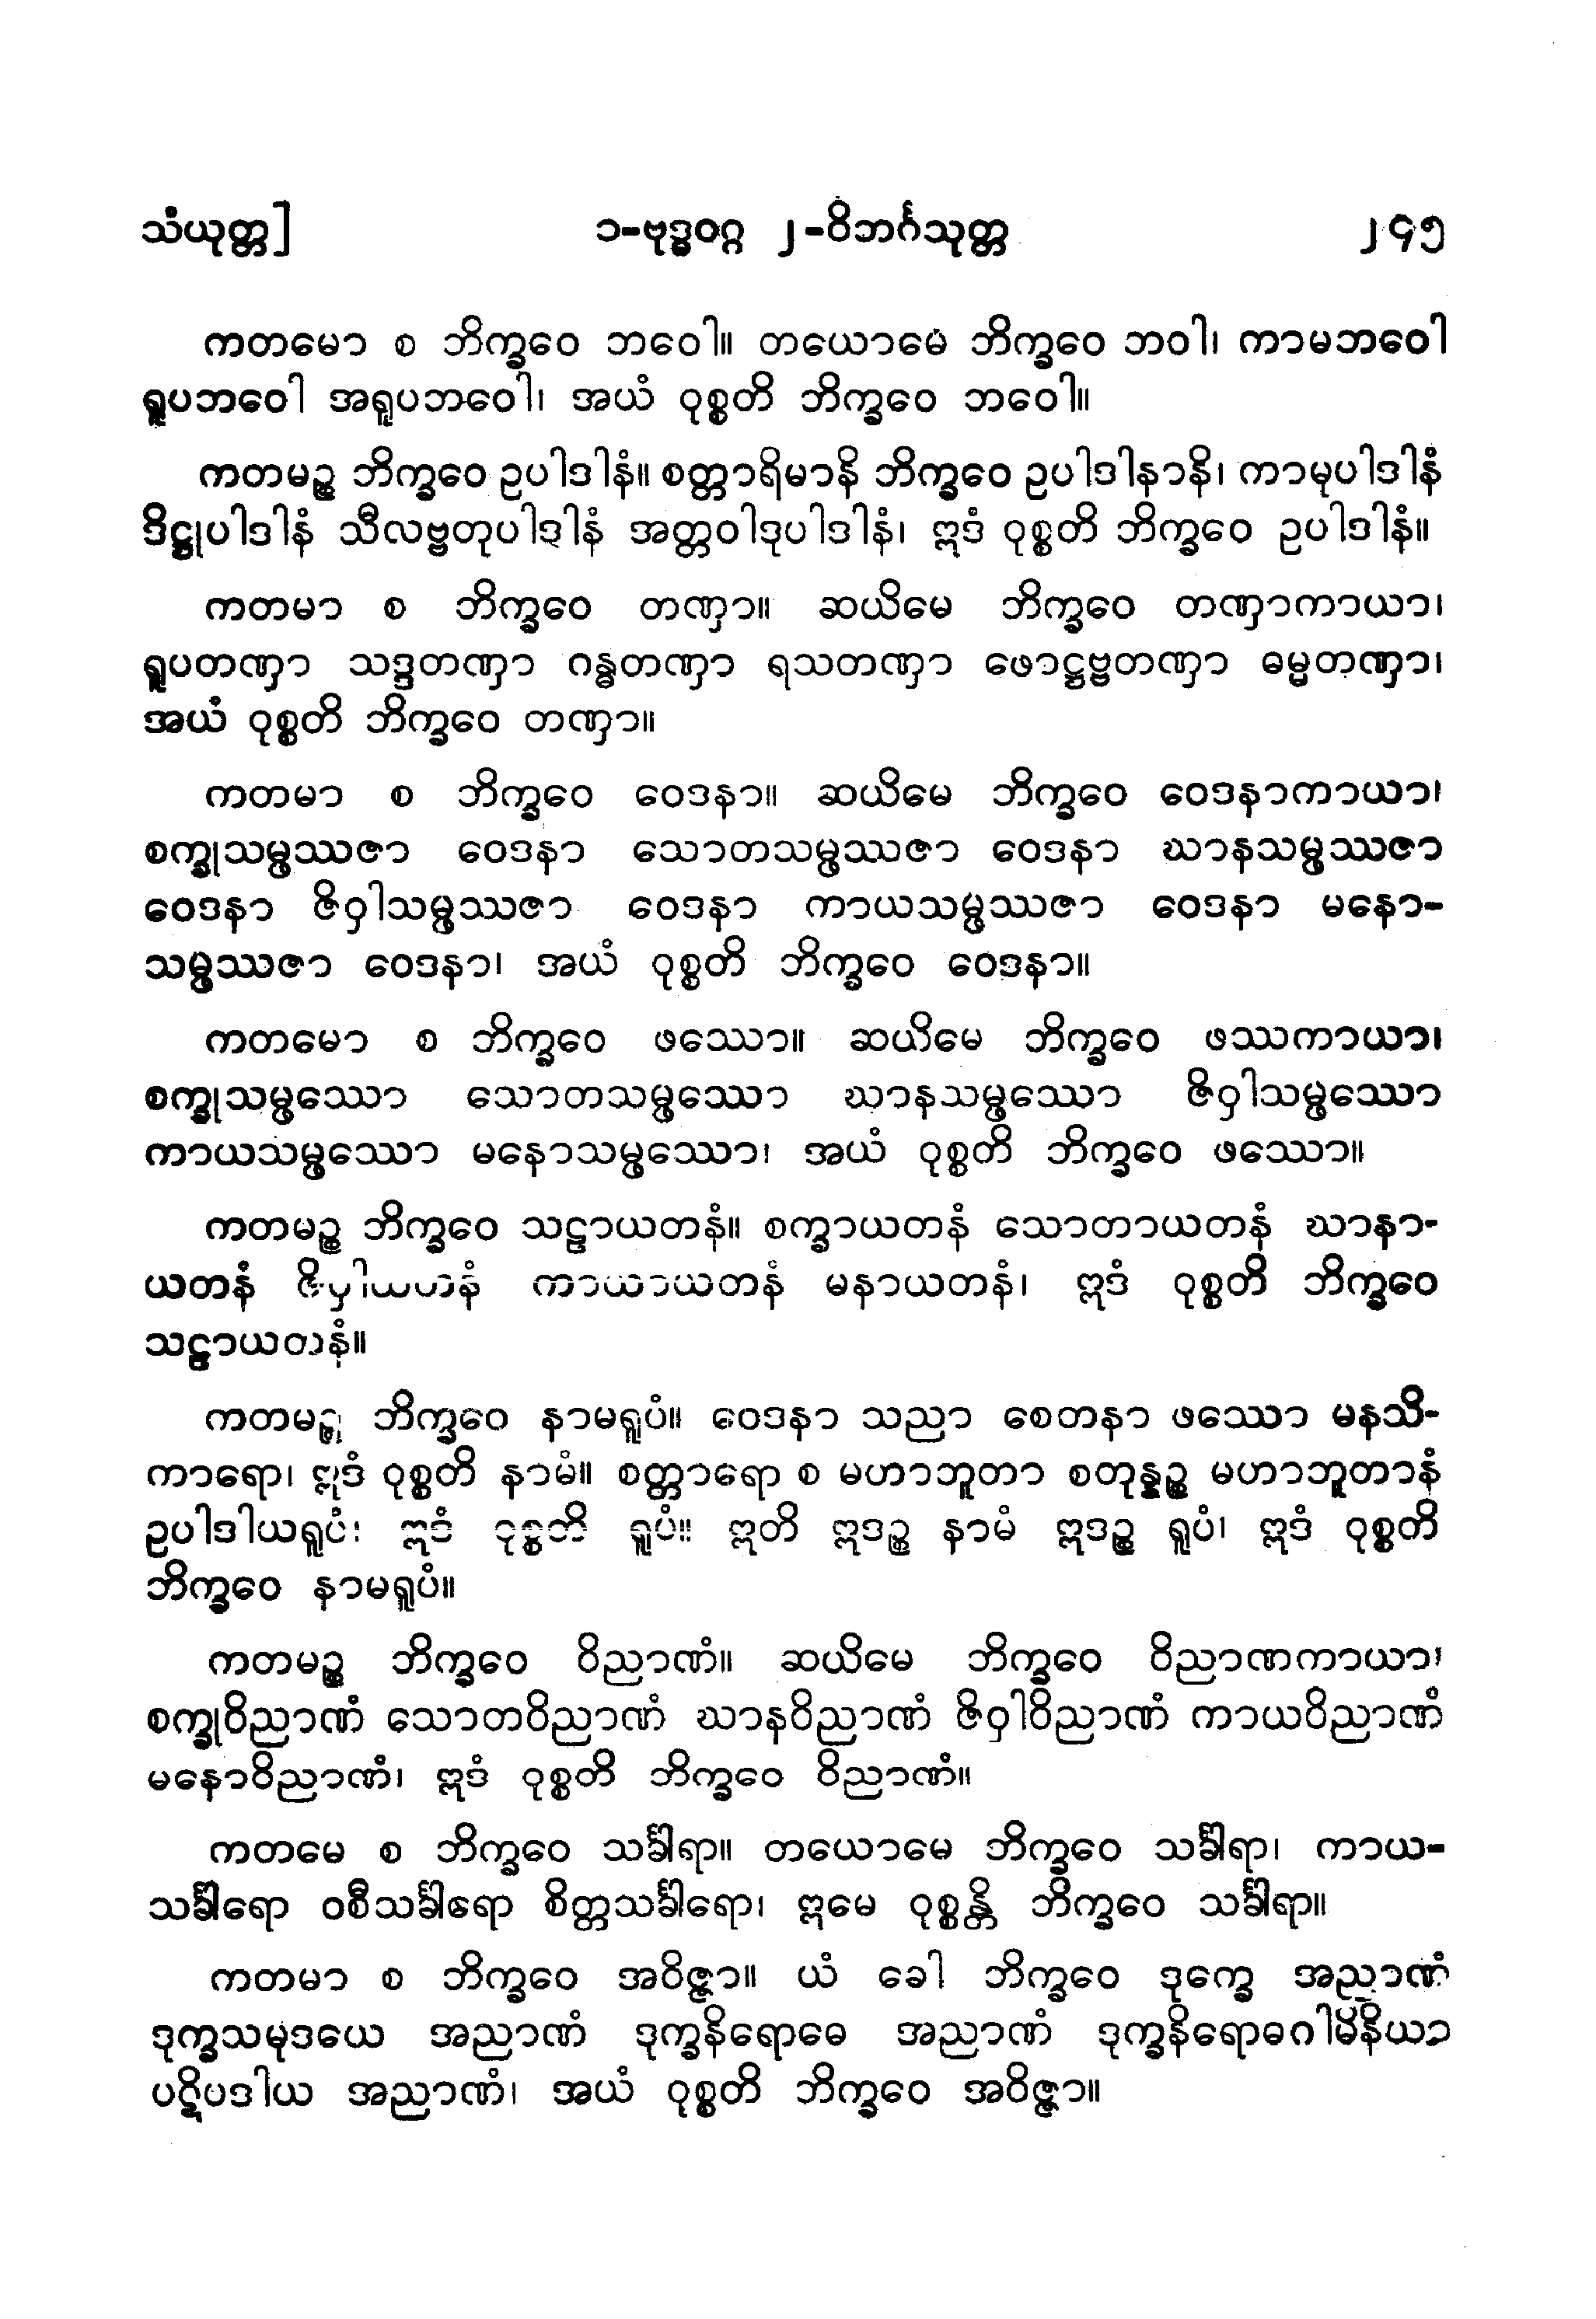 သံယုတ္တ] ၁-ဗုဒ္ဓဝဂ္ဂ ၂-ဝိဘင်္ဂသုတ္တ ၂၄၅
ကတမော စ ဘိက္ခဝေ ဘဝေါ။ တယောမေ ဘိက္ခဝေ ဘဝါ၊ ကာမဘဝေါ
ရူပဘဝေါ အရူပဘဝေါ၊ အယံ ဝုစ္စတိ ဘိက္ခဝေ ဘဝေါ။
ကတမဉ္စ ဘိက္ခဝေ ဥပါဒါနံ။ စတ္တာရိမာနိ ဘိက္ခဝေ ဥပါဒါနာနိ၊ ကာမုပါဒါနံ
ဒိဋ္ဌုပါဒါနံ သီလဗ္ဗတုပါဒါနံ အတ္တဝါဒုပါဒါနံ၊ ဣဒံ ဝုစ္စတိ ဘိက္ခဝေ ဥပါဒါနံ။
ကတမာ စ ဘိက္ခဝေ တဏှာ။ ဆယိမေ ဘိက္ခဝေ တဏှာကာယာ၊
ရူပတဏှာ သဒ္ဒတဏှာ ဂန္ဓတဏှာ ရသတဏှာ ဖောဋ္ဌဗ္ဗတဏှာ ဓမ္မတဏှာ၊
အယံ ဝုစ္စတိ ဘိက္ခဝေ တဏှာ။
ကတမာ စ ဘိက္ခဝေ ဝေဒနာ။ ဆယိမေ ဘိက္ခဝေ ဝေဒနာကာယာ၊
စက္ခုသမ္ဖဿဇာ ဝေဒနာ သောတသမ္ဖဿဇာ ဝေဒနာ ဃာနသမ္ဖဿဇာ
ဝေဒနာ ဇိဝှါသမ္ဖဿဇာ ဝေဒနာ ကာယသမ္ဖဿဇာ ဝေဒနာ မနော-
သမ္ဖဿဇာ ဝေဒနာ၊ အယံ ဝုစ္စတိ ဘိက္ခဝေ ဝေဒနာ။
ကတမော စ ဘိက္ခဝေ ဖဿော။ ဆယိမေ ဘိက္ခဝေ ဖဿကာယာ၊
စက္ခုသမ္ဖဿော သောတသမ္ဖဿော ဃာနသမ္ဖဿော ဇိဝှါသမ္ဖဿော
ကာယသမ္ဖဿော မနောသမ္ဖဿော၊ အယံ ဝုစ္စတိ ဘိက္ခဝေ ဖဿော။
ကတမဉ္စ ဘိက္ခဝေ သဠာယတနံ။ စက္ခာယတနံ သောတာယတနံ ဃာနာ-
ယတနံ ဇိဝှါယတနံ ကာယာယတနံ မနာယတနံ၊ ဣဒံ ဝုစ္စတိ ဘိက္ခဝေ
သဠာယတနံ။
ကတမဉ္စ ဘိက္ခဝေ နာမရူပံ။ ဝေဒနာ သညာ စေတနာ ဖဿော မနသိ-
ကာရော၊ ဣဒံ ဝုစ္စတိ နာမံ။ စတ္တာရော စ မဟာဘူတာ စတုန္နဉ္စ မဟာဘူတာနံ
ဥပါဒါယရူပံ၊ ဣဒံ ဝုစ္စတိ ရူပံ။ ဣတိ ဣဒဉ္စ နာမံ ဣဒဉ္စ ရူပံ၊ ဣဒံ ဝုစ္စတိ
ဘိက္ခဝေ နာမရူပံ။
ကတမဉ္စ ဘိက္ခဝေ ဝိညာဏံ။ ဆယိမေ ဘိက္ခဝေ ဝိညာဏကာယာ၊
စက္ခုဝိညာဏံ သောတဝိညာဏံ ဃာနဝိညာဏံ ဇိဝှါဝိညာဏံ ကာယဝိညာဏံ
မနောဝိညာဏံ၊ ဣဒံ ဝုစ္စတိ ဘိက္ခဝေ ဝိညာဏံ။
ကတမေ စ ဘိက္ခဝေ သင်္ခါရာ။ တယောမေ ဘိက္ခဝေ သင်္ခါရာ၊ ကာယ-
သင်္ခါရော ဝစီသင်္ခါရော စိတ္တသင်္ခါရော၊ ဣမေ ဝုစ္စန္တိ ဘိက္ခဝေ သင်္ခါရာ။
ကတမာ စ ဘိက္ခဝေ အဝိဇ္ဇာ။ ယံ ခေါ ဘိက္ခဝေ ဒုက္ခေ အညာဏံ
ဒုက္ခသမုဒယေ အညာဏံ ဒုက္ခနိရောဓေ အညာဏံ ဒုက္ခနိရောဓဂါမိနိယာ
ပဋိပဒါယ အညာဏံ၊ အယံ ဝုစ္စတိ ဘိက္ခဝေ အဝိဇ္ဇာ။